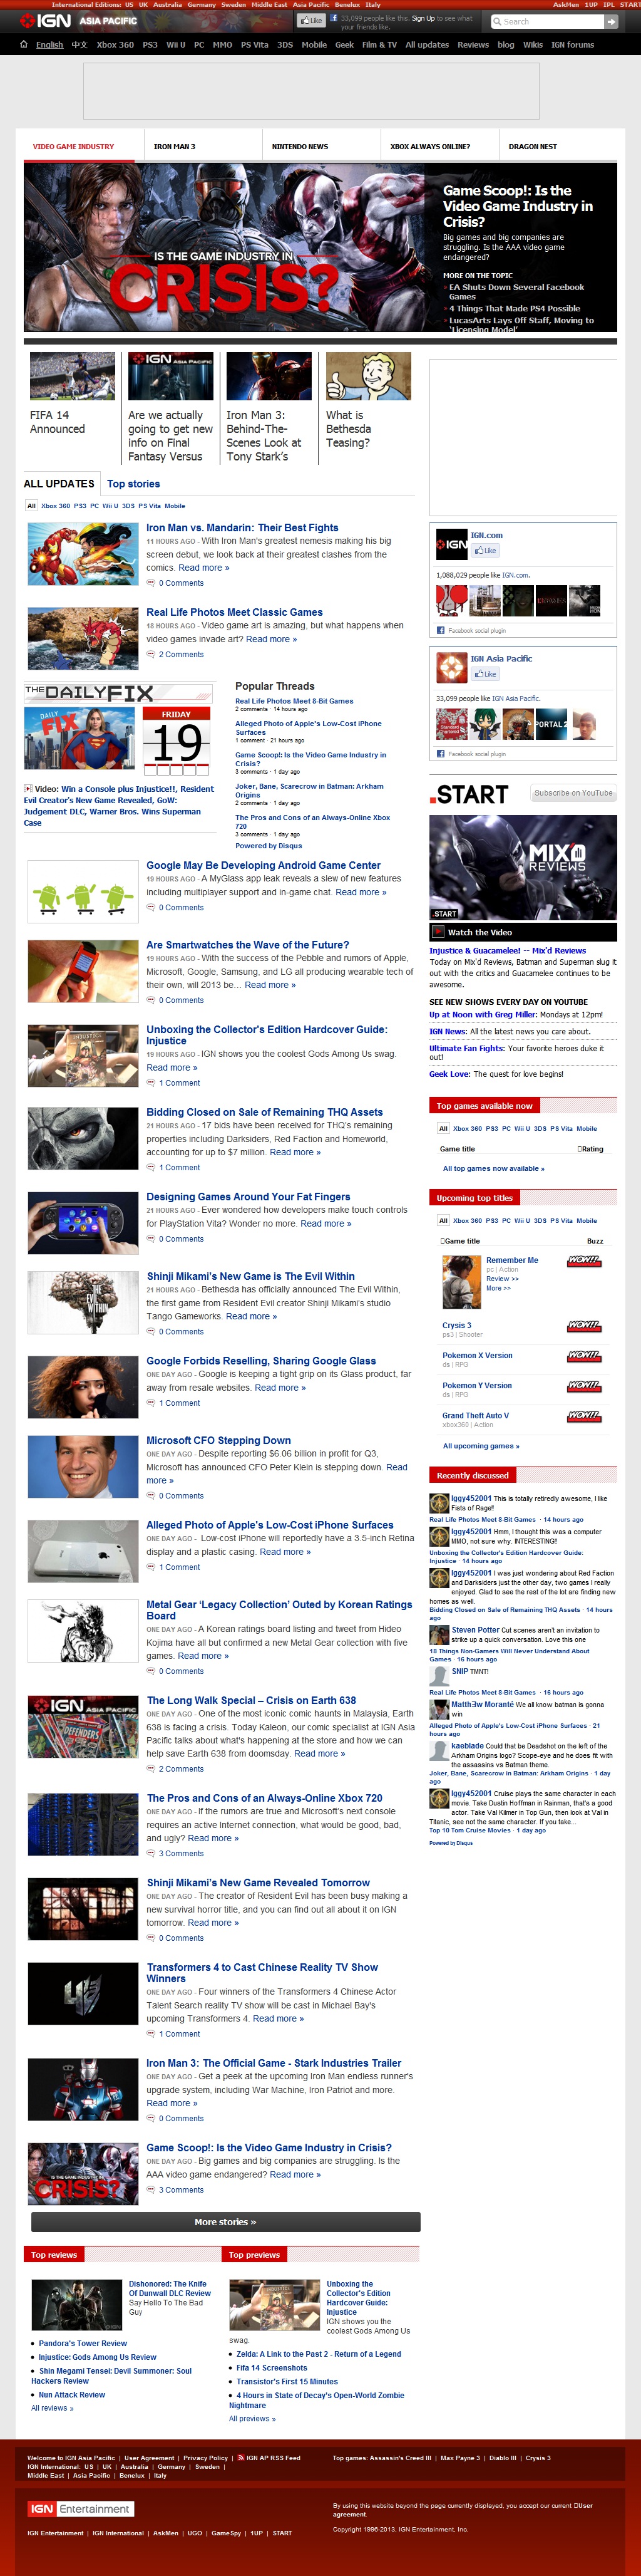 International Editions: US UK Australia Germany Sweden Middle East Asia Pacific Benelux Italy
AskMen 1UP IPL START
IGN ASIA PACIFIC
Like 33,099 people like this. Sign Up to see what your friends like.
Search
English 中文 Xbox 360 PS3 Wii U PC MMO PS Vita 3DS Mobile Geek Film & TV All updates Reviews blog Wikis IGN forums
VIDEO GAME INDUSTRY
IRON MAN 3
NINTENDO NEWS
XBOX ALWAYS ONLINE?
DRAGON NEST
IS THE GAME INDUSTRY IN
CRISIS?
Game Scoop!: Is the
Video Game Industry in
Crisis?
Big games and big companies are
struggling. Is the AAA video game
endangered?
MORE ON THE TOPIC
EA Shuts Down Several Facebook
Games
4 Things That Made PS4 Possible
LucasArts Lays Off Staff, Moving to
'Licensing Model'
IGN ASIA PACIFIC
FIFA 14
Announced
Are we actually
going to get new
info on Final
Fantasy Versus
Iron Man 3:
Behind-The-
Scenes Look at
Tony Stark's
What is
Bethesda
Teasing?
ALL UPDATES Top stories
All Xbox 360 PS3 PC Wii U 3DS PS Vita Mobile
Iron Man vs. Mandarin: Their Best Fights
11 HOURS AGO - With Iron Man's greatest nemesis making his big
screen debut, we look back at their greatest clashes from the
comics. Read more »
0 Comments
Real Life Photos Meet Classic Games
18 HOURS AGO - Video game art is amazing, but what happens when
video games invade art? Read more »
2 Comments
THE DAILY FIX
DAILY FIX
FRIDAY
19
Video: Win a Console plus Injustice!!, Resident
Evil Creator's New Game Revealed, GoW:
Judgement DLC, Warner Bros. Wins Superman
Case
Popular Threads
Real Life Photos Meet 8-Bit Games
2 comments · 14 hours ago
Alleged Photo of Apple's Low-Cost iPhone
Surfaces
1 comment · 21 hours ago
Game Scoop!: Is the Video Game Industry in
Crisis?
3 comments · 1 day ago
Joker, Bane, Scarecrow in Batman: Arkham
Origins
2 comments · 1 day ago
The Pros and Cons of an Always-Online Xbox
720
3 comments · 1 day ago
Powered by Disqus
Google May Be Developing Android Game Center
19 HOURS AGO - A MyGlass app leak reveals a slew of new features
including multiplayer support and in-game chat. Read more »
0 Comments
Are Smartwatches the Wave of the Future?
19 HOURS AGO - With the success of the Pebble and rumors of Apple,
Microsoft, Google, Samsung, and LG all producing wearable tech of
their own, will 2013 be... Read more »
0 Comments
Unboxing the Collector's Edition Hardcover Guide:
Injustice
19 HOURS AGO - IGN shows you the coolest Gods Among Us swag.
Read more »
1 Comment
Bidding Closed on Sale of Remaining THQ Assets
21 HOURS AGO - 17 bids have been received for THQ's remaining
properties including Darksiders, Red Faction and Homeworld,
accounting for up to $7 million. Read more »
1 Comment
Designing Games Around Your Fat Fingers
21 HOURS AGO - Ever wondered how developers make touch controls
for PlayStation Vita? Wonder no more. Read more »
0 Comments
THE EVIL WITHIN
Shinji Mikami's New Game is The Evil Within
21 HOURS AGO - Bethesda has officially announced The Evil Within,
the first game from Resident Evil creator Shinji Mikami's studio
Tango Gameworks. Read more »
0 Comments
Google Forbids Reselling, Sharing Google Glass
ONE DAY AGO - Google is keeping a tight grip on its Glass product, far
away from resale websites. Read more »
1 Comment
Microsoft CFO Stepping Down
ONE DAY AGO - Despite reporting $6.06 billion in profit for Q3,
Microsoft has announced CFO Peter Klein is stepping down. Read
more »
0 Comments
Alleged Photo of Apple's Low-Cost iPhone Surfaces
ONE DAY AGO - Low-cost iPhone will reportedly have a 3.5-inch Retina
display and a plastic casing. Read more »
1 Comment
Metal Gear ‘Legacy Collection’ Outed by Korean Ratings
Board
ONE DAY AGO - A Korean ratings board listing and tweet from Hideo
Kojima have all but confirmed a new Metal Gear collection with five
games. Read more »
0 Comments
IGN ASIA PACIFIC
DEFENDERS
The Long Walk Special – Crisis on Earth 638
ONE DAY AGO - One of the most iconic comic haunts in Malaysia, Earth
638 is facing a crisis. Today Kaleon, our comic specialist at IGN Asia
Pacific talks about what's happening at the store and how we can
help save Earth 638 from doomsday. Read more »
2 Comments
The Pros and Cons of an Always-Online Xbox 720
ONE DAY AGO - If the rumors are true and Microsoft's next console
requires an active Internet connection, what would be good, bad,
and ugly? Read more »
3 Comments
Shinji Mikami's New Game Revealed Tomorrow
ONE DAY AGO - The creator of Resident Evil has been busy making a
new survival horror title, and you can find out all about it on IGN
tomorrow. Read more »
0 Comments
Transformers 4 to Cast Chinese Reality TV Show
Winners
ONE DAY AGO - Four winners of the Transformers 4 Chinese Actor
Talent Search reality TV show will be cast in Michael Bay's
upcoming Transformers 4. Read more »
1 Comment
Iron Man 3: The Official Game - Stark Industries Trailer
ONE DAY AGO - Get a peek at the upcoming Iron Man endless runner's
upgrade system, including War Machine, Iron Patriot and more.
Read more »
0 Comments
IS THE GAME INDUSTRY IN
CRISIS?
Game Scoop!: Is the Video Game Industry in Crisis?
ONE DAY AGO - Big games and big companies are struggling. Is the
AAA video game endangered? Read more »
3 Comments
More stories »
Top reviews
Dishonored: The Knife
Of Dunwall DLC Review
Say Hello To The Bad
Guy
Pandora's Tower Review
Injustice: Gods Among Us Review
Shin Megami Tensei: Devil Summoner: Soul
Hackers Review
Nun Attack Review
All reviews »
Top previews
Unboxing the
Collector's Edition
Hardcover Guide:
Injustice
IGN shows you the
coolest Gods Among Us
swag.
Zelda: A Link to the Past 2 - Return of a Legend
Fifa 14 Screenshots
Transistor's First 15 Minutes
4 Hours in State of Decay's Open-World Zombie
Nightmare
All previews »
IGN
IGN.com
Like
1,088,029 people like IGN.com.
Facebook social plugin
IGN Asia Pacific
Like
33,099 people like IGN Asia Pacific.
Standard Chartered
PORTAL 2
Facebook social plugin
START
Subscribe on YouTube
MIX'D
REVIEWS
START
Watch the Video
Injustice & Guacamelee! -- Mix'd Reviews
Today on Mix'd Reviews, Batman and Superman slug it
out with the critics and Guacamelee continues to be
awesome.
SEE NEW SHOWS EVERY DAY ON YOUTUBE
Up at Noon with Greg Miller: Mondays at 12pm!
IGN News: All the latest news you care about.
Ultimate Fan Fights: Your favorite heroes duke it
out!
Geek Love: The quest for love begins!
Top games available now
All Xbox 360 PS3 PC Wii U 3DS PS Vita Mobile
Game title Rating
All top games now available »
Upcoming top titles
All Xbox 360 PS3 PC Wii U 3DS PS Vita Mobile
Game title Buzz
Remember Me
pc | Action
Review >>
More >>
WOW!!
Crysis 3
ps3 | Shooter
WOW!!
Pokemon X Version
ds | RPG
WOW!!
Pokemon Y Version
ds | RPG
WOW!!
Grand Theft Auto V
xbox360 | Action
WOW!!
All upcoming games »
Recently discussed
Iggy452001 This is totally retiredly awesome, I like
Fists of Rage!!
Real Life Photos Meet 8-Bit Games · 14 hours ago
Iggy452001 Hmm, I thought this was a computer
MMO, not sure why. INTERESTING!!
Unboxing the Collector's Edition Hardcover Guide:
Injustice · 14 hours ago
Iggy452001 I was just wondering about Red Faction
and Darksiders just the other day, two games I really
enjoyed. Glad to see the rest of the lot are finding new
homes as well.
Bidding Closed on Sale of Remaining THQ Assets · 14 hours
ago
Steven Potter Cut scenes aren't an invitation to
strike up a quick conversation. Love this one
18 Things Non-Gamers Will Never Understand About
Games · 16 hours ago
SNIP TMNT!
Real Life Photos Meet 8-Bit Games · 16 hours ago
MatthЭw Moranté We all know batman is gonna
win
Alleged Photo of Apple's Low-Cost iPhone Surfaces · 21
hours ago
kaeblade Could that be Deadshot on the left of the
Arkham Origins logo? Scope-eye and he does fit with
the assassins vs Batman theme.
Joker, Bane, Scarecrow in Batman: Arkham Origins · 1 day
ago
Iggy452001 Cruise plays the same character in each
movie. Take Dustin Hoffman in Rainman, that's a good
actor. Take Val Kilmer in Top Gun, then look at Val in
Tombstone, see not the same character. If you take...
Top 10 Tom Cruise Movies · 1 day ago
Powered by Disqus
Welcome to IGN Asia Pacific | User Agreement | Privacy Policy | IGN AP RSS Feed
IGN International: US | UK | Australia | Germany | Sweden |
Middle East | Asia Pacific | Benelux | Italy
Top games: Assassin's Creed III | Max Payne 3 | Diablo III | Crysis 3
IGN Entertainment
IGN Entertainment | IGN International | AskMen | UGO | GameSpy | 1UP | START
By using this website beyond the page currently displayed, you accept our current User
agreement.
Copyright 1996-2013, IGN Entertainment, Inc.